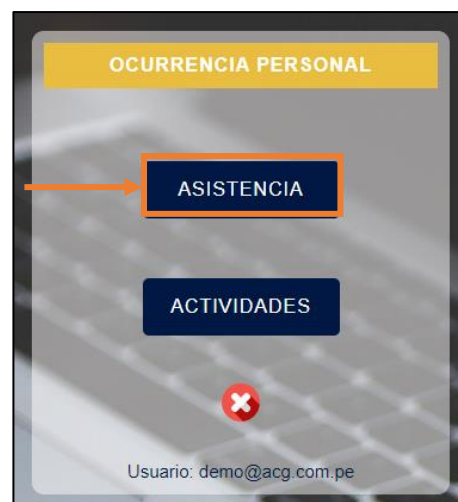 OCURRENCIA PERSONAL
ASISTENCIA
ACTIVIDADES
Usuario: demo@acg.com.pe